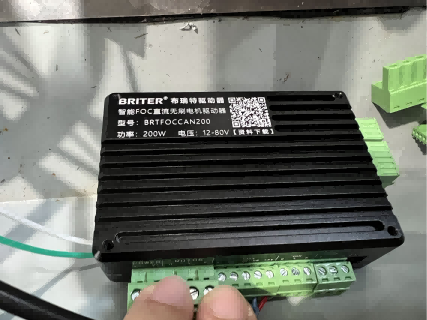 BRITER® 布瑞特驱动器
智能FOC直流无刷电机驱动器
型号: BRTFOCCAN200
功率: 200W 电压: 12-80V【资料下载】